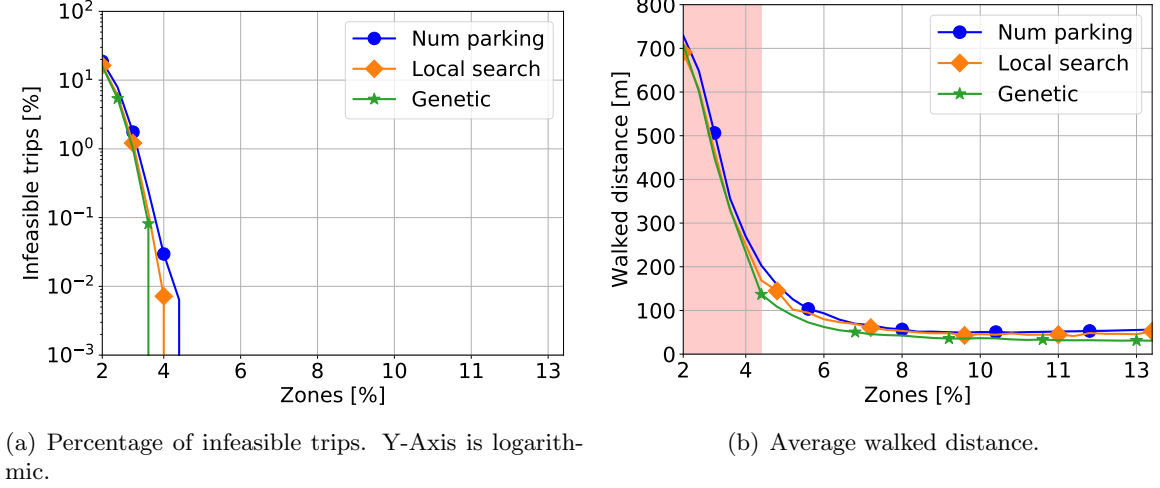 10²
10¹
10⁰
10⁻¹
10⁻²
10⁻³
Infeasible trips [%]
2 4 6 8 10 11 13
Zones [%]
Num parking
Local search
Genetic
(a) Percentage of infeasible trips. Y-Axis is logarith-
mic.
800
700
600
500
400
300
200
100
0
Walked distance [m]
2 4 6 8 10 11 13
Zones [%]
Num parking
Local search
Genetic
(b) Average walked distance.